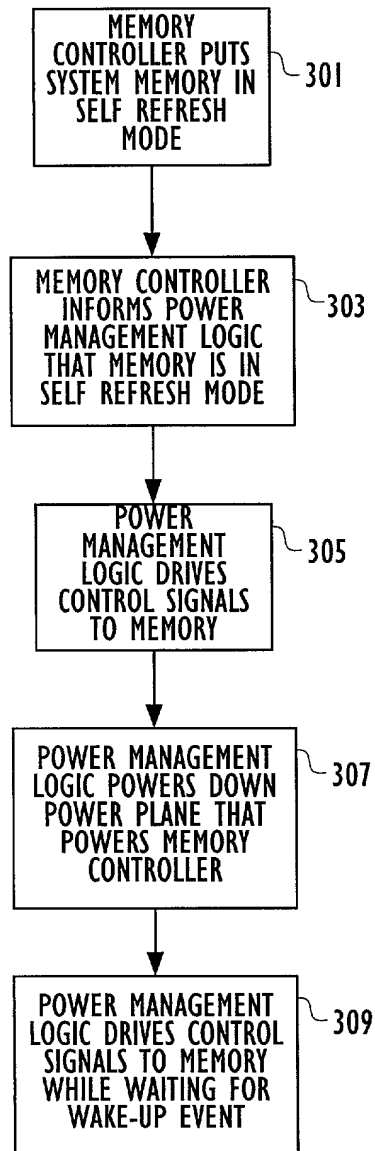 MEMORY
CONTROLLER PUTS
SYSTEM MEMORY IN
SELF REFRESH
MODE
301
MEMORY CONTROLLER
INFORMS POWER
MANAGEMENT LOGIC
THAT MEMORY IS IN
SELF REFRESH MODE
303
POWER
MANAGEMENT
LOGIC DRIVES
CONTROL SIGNALS
TO MEMORY
305
POWER MANAGEMENT
LOGIC POWERS DOWN
POWER PLANE THAT
POWERS MEMORY
CONTROLLER
307
POWER MANAGEMENT
LOGIC DRIVES CONTROL
SIGNALS TO MEMORY
WHILE WAITING FOR
WAKE-UP EVENT
309